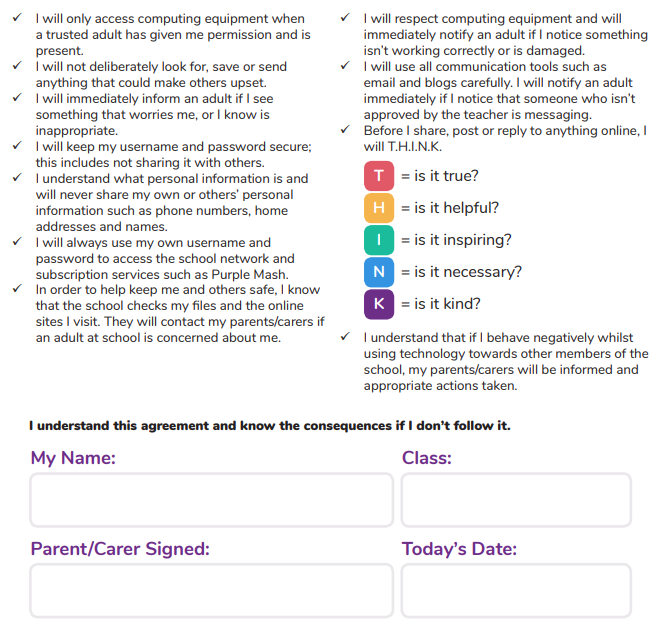 ✓ I will only access computing equipment when
a trusted adult has given me permission and is
present.
✓ I will not deliberately look for, save or send
anything that could make others upset.
✓ I will immediately inform an adult if I see
something that worries me, or I know is
inappropriate.
✓ I will keep my username and password secure;
this includes not sharing it with others.
✓ I understand what personal information is and
will never share my own or others' personal
information such as phone numbers, home
addresses and names.
✓ I will always use my own username and
password to access the school network and
subscription services such as Purple Mash.
✓ In order to help keep me and others safe, I know
that the school checks my files and the online
sites I visit. They will contact my parents/carers if
an adult at school is concerned about me.
✓ I will respect computing equipment and will
immediately notify an adult if I notice something
isn't working correctly or is damaged.
✓ I will use all communication tools such as
email and blogs carefully. I will notify an adult
immediately if I notice that someone who isn't
approved by the teacher is messaging.
✓ Before I share, post or reply to anything online, I
will T.H.I.N.K.
T = is it true?
H = is it helpful?
I = is it inspiring?
N = is it necessary?
K = is it kind?
✓ I understand that if I behave negatively whilst
using technology towards other members of the
school, my parents/carers will be informed and
appropriate actions taken.
I understand this agreement and know the consequences if I don't follow it.
My Name:
Class:
Parent/Carer Signed:
Today's Date: